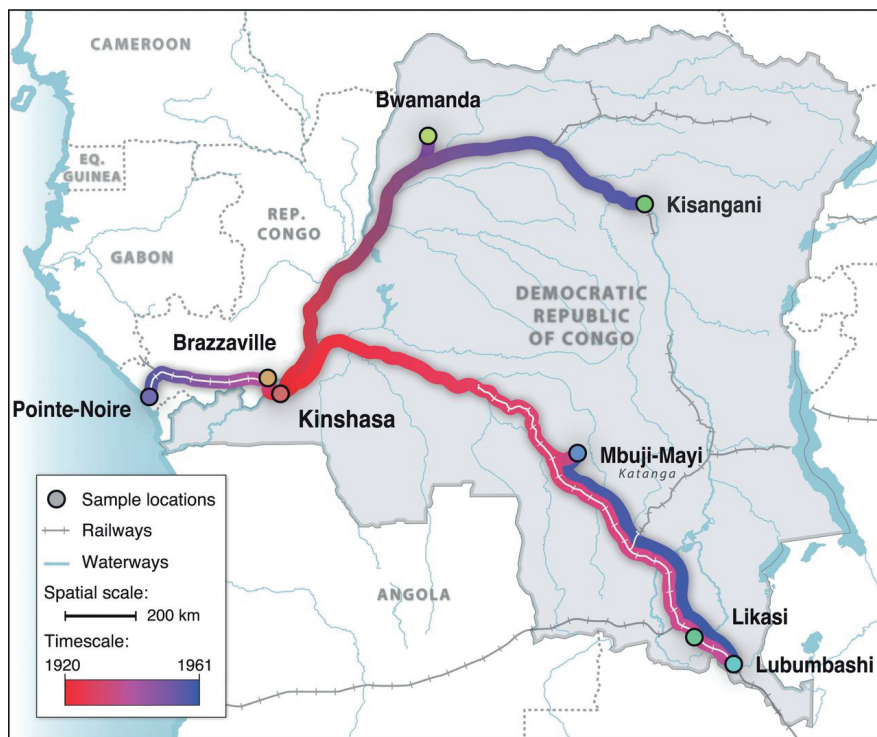 CAMEROON
Bwamanda
EQ.
GUINEA
Kisangani
REP.
CONGO
GABON
DEMOCRATIC
REPUBLIC
OF CONGO
Brazzaville
Pointe-Noire
Kinshasa
Mbuji-Mayi
Katanga
Sample locations
Railways
Waterways
Spatial scale:
200 km
Timescale:
1920 1961
ANGOLA
Likasi
Lubumbashi